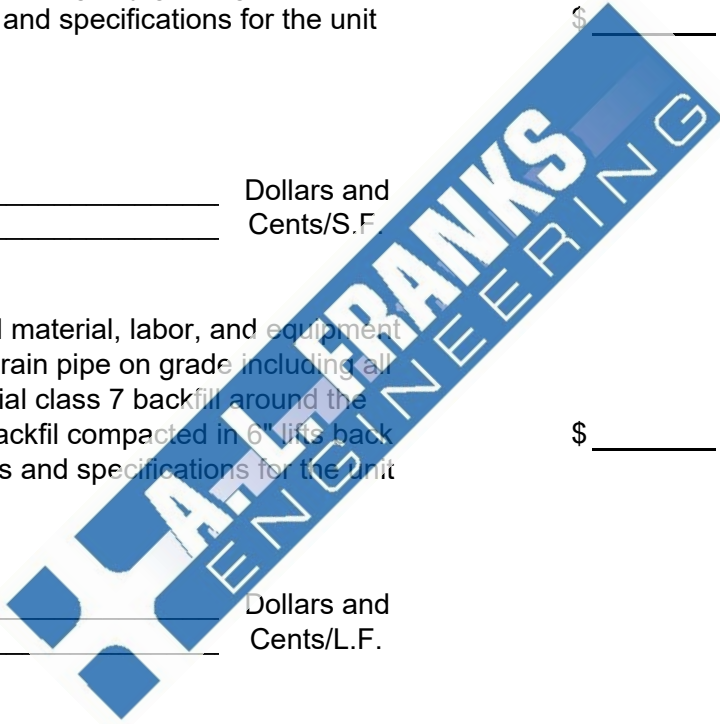 and specifications for the unit
$
Dollars and
Cents/S.F.
l material, labor, and equipment
rain pipe on grade including all
ial class 7 backfill around the
ackfil compacted in 6" lifts back
$
s and specifications for the unit
Dollars and
Cents/L.F.
A.L. FRANKS
ENGINEERING